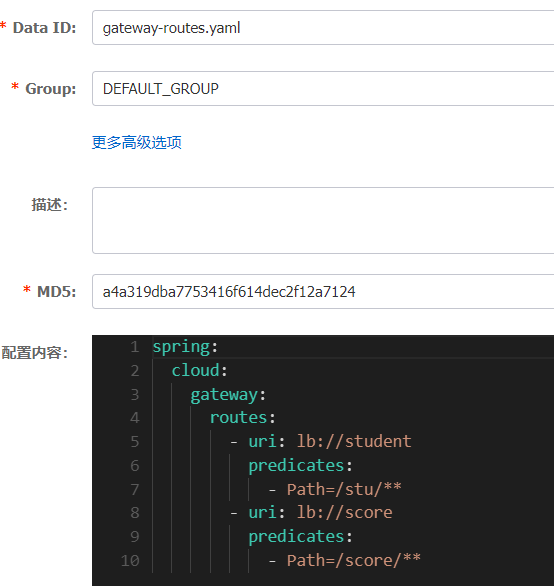 * Data ID: gateway-routes.yaml
* Group: DEFAULT_GROUP
更多高级选项
描述:
* MD5: a4a319dba7753416f614dec2f12a7124
配置内容:
1 spring:
2   cloud:
3     gateway:
4       routes:
5         - uri: lb://student
6           predicates:
7             - Path=/stu/**
8         - uri: lb://score
9           predicates:
10             - Path=/score/**